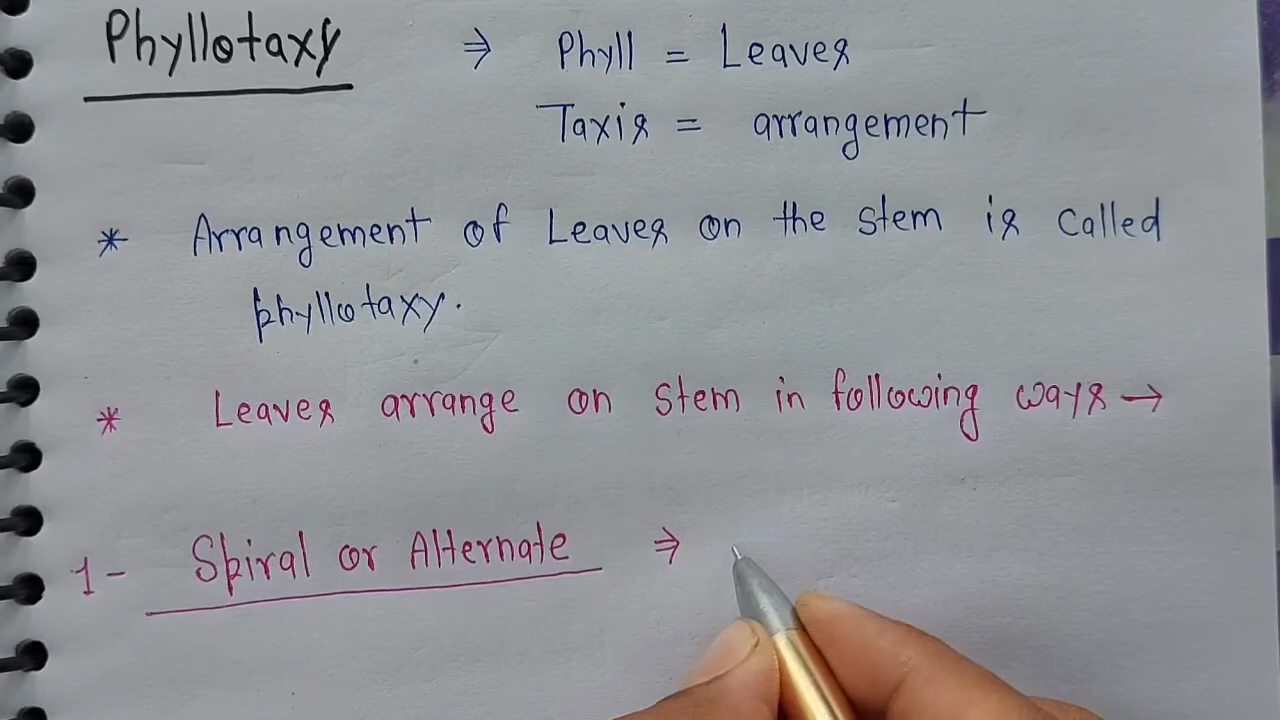 Phyllotaxy ⇒ Phyll = Leaves
Taxis = arrangement
* Arrangement of Leaves on the stem is called
phyllotaxy.
* Leaves arrange on stem in following ways →
1- Spiral or Alternate ⇒